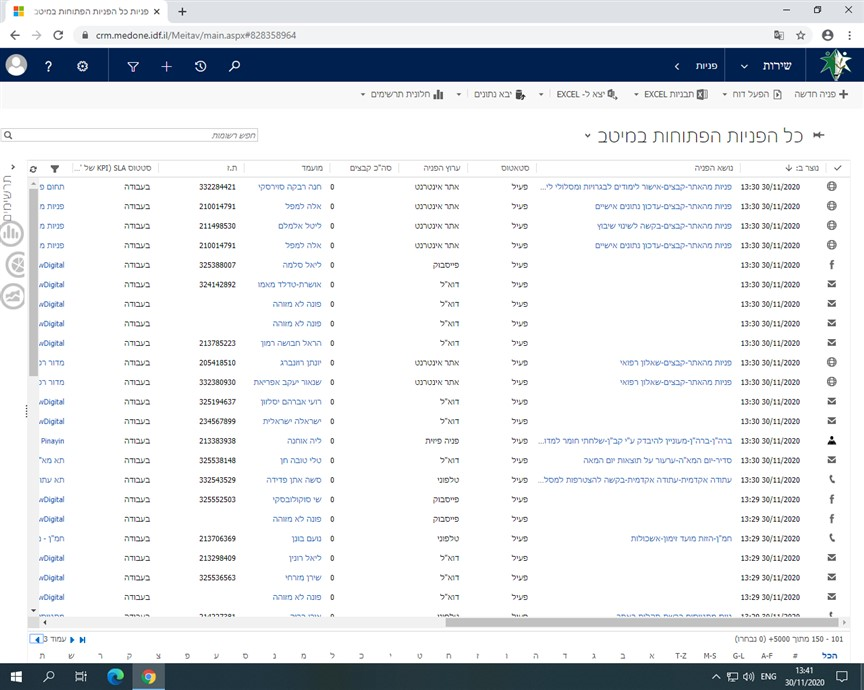 פניות כל הפניות הפתוחות במיטב:
crm.medone.idf.il/Meitav/main.aspx#828358964
שירות פניות
פניה חדשה הפעל דוח תבניות EXCEL יצא ל- EXCEL יבא נתונים חלונית תרשימים
כל הפניות הפתוחות במיטב
חפש רשומות
תרשימים
נוצר ב: נושא הפניה סטאטוס ערוץ הפניה סה"כ קבצים מועמד ת.ז סטטוס SLA (KPI של '...
13:30 30/11/2020 פניות מהאתר-קבצים-אישור לימודים לבגרויות ומסלולי לי... פעיל אתר אינטרנט 0 חנה רבקה סוירסקי 332284421 בעבודה תחום פ
13:30 30/11/2020 פניות מהאתר-קבצים-עדכון נתונים אישיים פעיל אתר אינטרנט 0 אלה למפל 210014791 בעבודה פניות מ
13:30 30/11/2020 פניות מהאתר-קבצים-בקשה לשינוי שיבוץ פעיל אתר אינטרנט 0 ליטל אלמלם 211498530 בעבודה פניות מ
13:30 30/11/2020 פניות מהאתר-קבצים-עדכון נתונים אישיים פעיל אתר אינטרנט 0 אלה למפל 210014791 בעבודה פניות מ
13:30 30/11/2020 פעיל פייסבוק 0 ליאל סלמה 325388007 בעבודה wDigital
13:30 30/11/2020 פעיל דוא"ל 0 אושרת-טדלד מאמו 324142892 בעבודה wDigital
13:30 30/11/2020 פעיל דוא"ל 0 פונה לא מזוהה בעבודה wDigital
13:30 30/11/2020 פעיל דוא"ל 0 פונה לא מזוהה בעבודה wDigital
13:30 30/11/2020 פעיל דוא"ל 0 הראל חבושה רמון 213785223 בעבודה wDigital
13:30 30/11/2020 פניות מהאתר-קבצים-שאלון רפואי פעיל אתר אינטרנט 0 יונתן רוזנברג 205418510 בעבודה מדור רפ
13:30 30/11/2020 פניות מהאתר-קבצים-שאלון רפואי פעיל אתר אינטרנט 0 שנאור יעקב אפריאת 332380930 בעבודה מדור רפ
13:30 30/11/2020 פעיל דוא"ל 0 רועי אברהם יסלזון 325194637 בעבודה wDigital
13:30 30/11/2020 פעיל דוא"ל 0 ישראלה ישראלית 234567899 בעבודה wDigital
13:30 30/11/2020 ברה"ן-ברה"ן-מעוניין להיבדק ע"י קב"ן-שלחתי חומר למדו... פעיל פניה פיזית 0 ליה אוחנה 213383938 בעבודה Pinayin
13:30 30/11/2020 סדיר-יום המא"ה-ערעור על תוצאות יום המאה פעיל דוא"ל 0 טלי טובה חן 325538148 בעבודה תא מא"
13:30 30/11/2020 עתודה אקדמית-עתודה אקדמית-בקשה להצטרפות למסל... פעיל טלפוני 0 סשה אתן פדידה 332543529 בעבודה תא עתו
13:29 30/11/2020 פעיל פייסבוק 0 שי סוקולובסקי 325552503 בעבודה wDigital
13:29 30/11/2020 פעיל פייסבוק 0 פונה לא מזוהה בעבודה wDigital
13:29 30/11/2020 חמ"ן-הזזת מועד זימון-אשכולות פעיל טלפוני 0 נועם בונן 213706369 בעבודה חמ"ן -
13:29 30/11/2020 פעיל דוא"ל 0 ליאל רונין 213298409 בעבודה wDigital
13:29 30/11/2020 פעיל דוא"ל 0 שירן מזרחי 325536563 בעבודה wDigital
13:29 30/11/2020 פעיל דוא"ל 0 פונה לא מזוהה בעבודה wDigital
13:29 30/11/2020 פעיל טלפוני 0 בעבודה
101 - 150 מתוך 5000+ (0 נבחרו) עמוד 3
הכל # A-F G-L M-S T-Z א ב ג ד ה ו ז ח ט י כ ל מ נ ס ע פ צ ק ר ש ת
ENG 13:41
30/11/2020